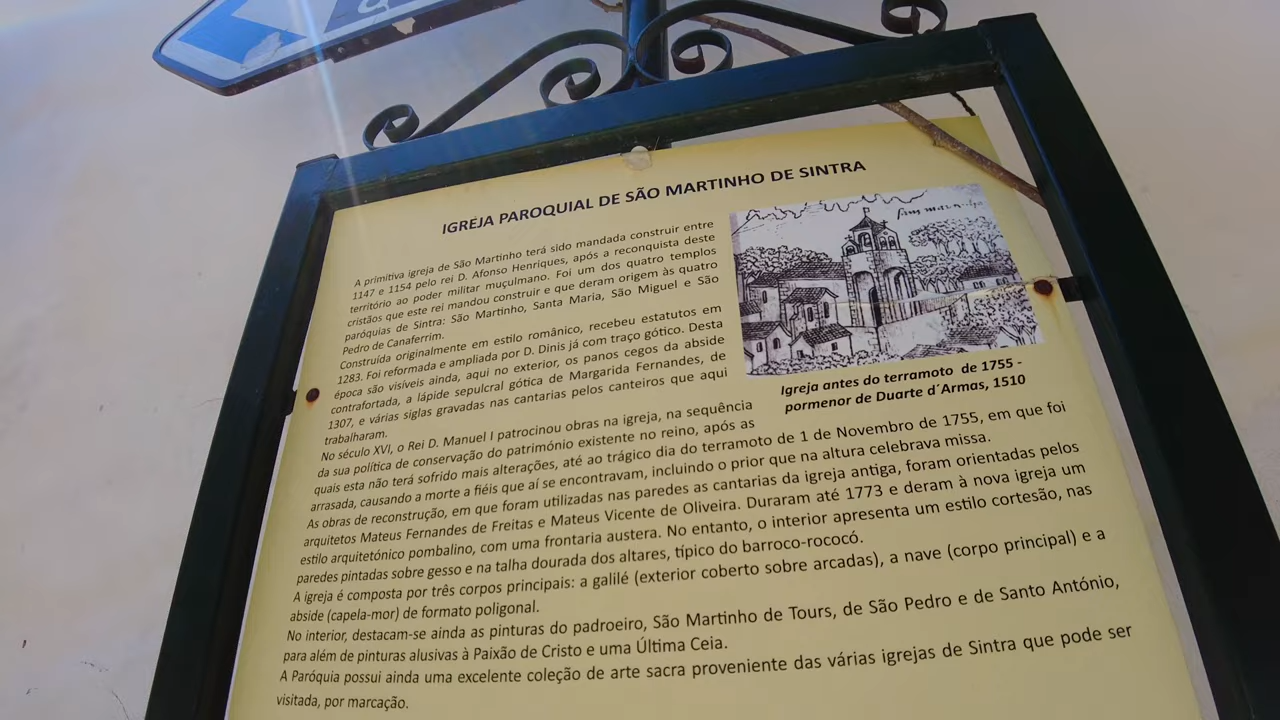 IGREJA PAROQUIAL DE SÃO MARTINHO DE SINTRA
A primitiva igreja de São Martinho terá sido mandada construir entre
1147 e 1154 pelo rei D. Afonso Henriques, após a reconquista deste
território ao poder militar muçulmano. Foi um dos quatro templos
cristãos que este rei mandou construir e que deram origem às quatro
paróquias de Sintra: São Martinho, Santa Maria, São Miguel e São
Pedro de Canaferrim.
Construída originalmente em estilo românico, recebeu estatutos em
1283. Foi reformada e ampliada por D. Dinis já com traço gótico. Desta
época são visíveis ainda, aqui no exterior, os panos cegos da abside
contrafortada, a lápide sepulcral gótica de Margarida Fernandes, de
1307, e várias siglas gravadas nas cantarias pelos canteiros que aqui
trabalharam.
Igreja antes do terramoto de 1755 -
pormenor de Duarte d´Armas, 1510
No século XVI, o Rei D. Manuel I patrocinou obras na igreja, na sequência
da sua política de conservação do património existente no reino, após as
quais esta não terá sofrido mais alterações, até ao trágico dia do terramoto de 1 de Novembro de 1755, em que foi
arrasada, causando a morte a fiéis que aí se encontravam, incluindo o prior que na altura celebrava missa.
As obras de reconstrução, em que foram utilizadas nas paredes as cantarias da igreja antiga, foram orientadas pelos
arquitetos Mateus Fernandes de Freitas e Mateus Vicente de Oliveira. Duraram até 1773 e deram à nova igreja um
estilo arquitetónico pombalino, com uma frontaria austera. No entanto, o interior apresenta um estilo cortesão, nas
paredes pintadas sobre gesso e na talha dourada dos altares, típico do barroco-rococó.
A igreja é composta por três corpos principais: a galilé (exterior coberto sobre arcadas), a nave (corpo principal) e a
abside (capela-mor) de formato poligonal.
No interior, destacam-se ainda as pinturas do padroeiro, São Martinho de Tours, de São Pedro e de Santo António,
para além de pinturas alusivas à Paixão de Cristo e uma Última Ceia.
A Paróquia possui ainda uma excelente coleção de arte sacra proveniente das várias igrejas de Sintra que pode ser
visitada, por marcação.